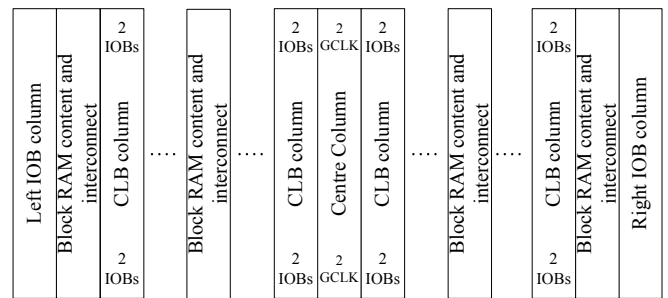 Left IOB column
Block RAM content and
interconnect
2
IOBs
CLB column
2
IOBs
....
Block RAM content and
interconnect
....
2
IOBs
CLB column
2
IOBs
2
GCLK
Centre Column
2
GCLK
2
IOBs
CLB column
2
IOBs
....
Block RAM content and
interconnect
....
2
IOBs
CLB column
2
IOBs
Block RAM content and
interconnect
Right IOB column